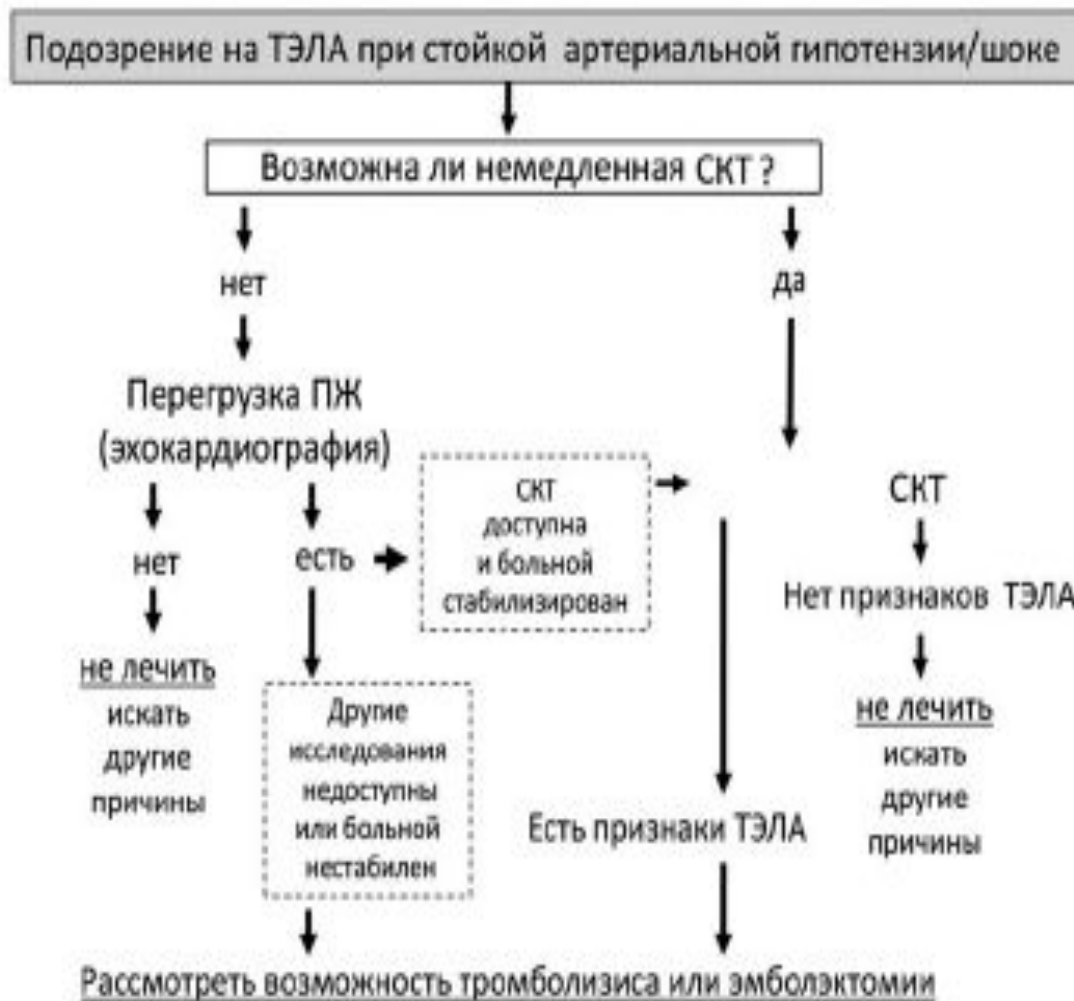 Подозрение на ТЭЛА при стойкой артериальной гипотензии/шоке
Возможна ли немедленная СКТ ?
нет
да
Перегрузка ПЖ
(эхокардиография)
СКТ
доступна
и больной
стабилизирован
СКТ
нет
есть
Нет признаков ТЭЛА
не лечить
искать
другие
причины
Другие
исследования
недоступны
или больной
нестабилен
Есть признаки ТЭЛА
не лечить
искать
другие
причины
Рассмотреть возможность тромболизиса или эмболэктомии